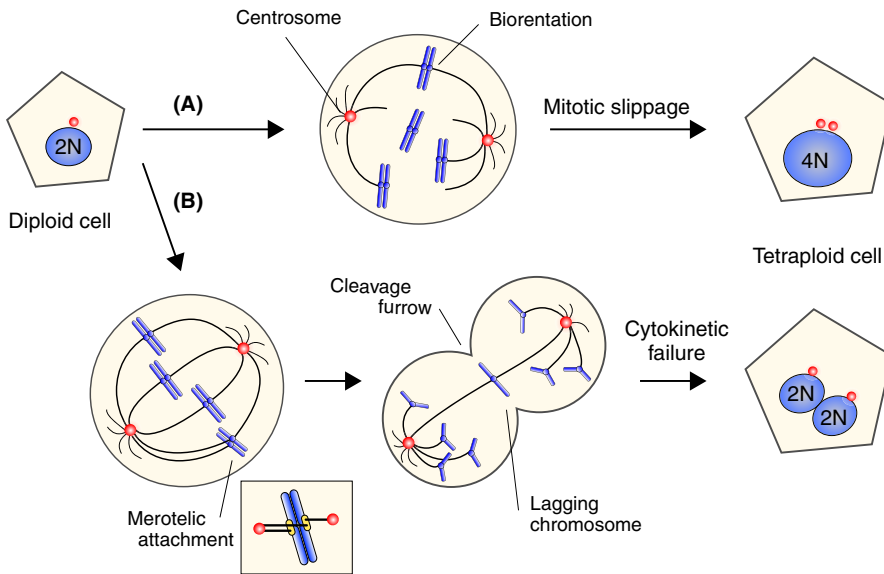 Centrosome
Biorentation
(A)
2N
Mitotic slippage
4N
Diploid cell
(B)
Tetraploid cell
Cleavage
furrow
Cytokinetic
failure
2N
2N
Merotelic
attachment
Lagging
chromosome